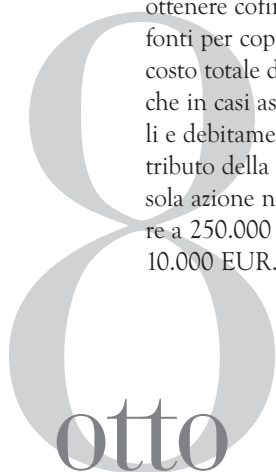 ottenere cofin
fonti per cop
costo totale d
che in casi as
li e debitame
tributo della
sola azione n
re a 250.000
10.000 EUR.
8
otto